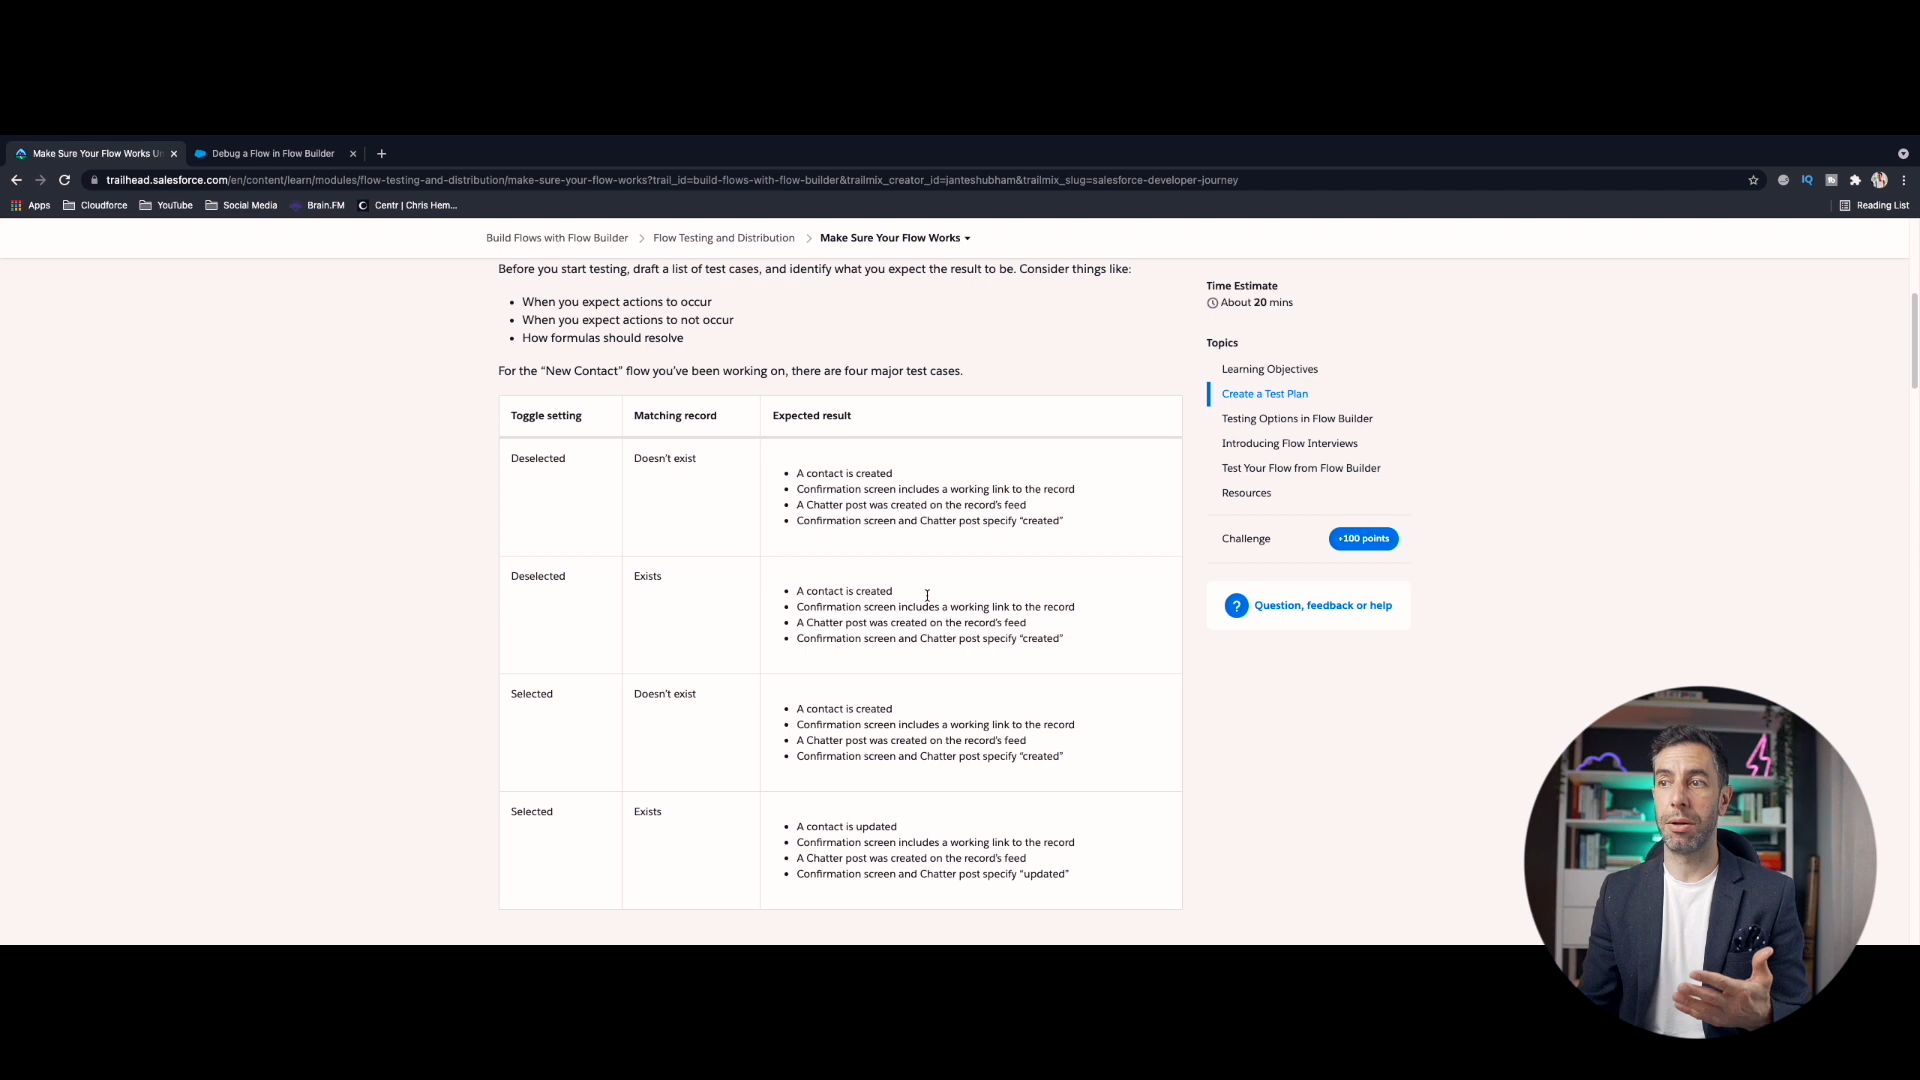 Make Sure Your Flow Works Un
Debug a Flow in Flow Builder
trailhead.salesforce.com/en/content/learn/modules/flow-testing-and-distribution/make-sure-your-flow-works?trail_id=build-flows-with-flow-builder&trailmix_creator_id=janteshubham&trailmix_slug=salesforce-developer-journey
IQ
Apps Cloudforce YouTube Social Media Brain.FM Centr | Chris Hem... Reading List
Build Flows with Flow Builder > Flow Testing and Distribution > Make Sure Your Flow Works
Before you start testing, draft a list of test cases, and identify what you expect the result to be. Consider things like:
• When you expect actions to occur
• When you expect actions to not occur
• How formulas should resolve
For the “New Contact” flow you’ve been working on, there are four major test cases.
Toggle setting Matching record Expected result
Deselected Doesn’t exist
• A contact is created
• Confirmation screen includes a working link to the record
• A Chatter post was created on the record’s feed
• Confirmation screen and Chatter post specify “created”
Deselected Exists
• A contact is created
• Confirmation screen includes a working link to the record
• A Chatter post was created on the record’s feed
• Confirmation screen and Chatter post specify “created”
Selected Doesn’t exist
• A contact is created
• Confirmation screen includes a working link to the record
• A Chatter post was created on the record’s feed
• Confirmation screen and Chatter post specify “created”
Selected Exists
• A contact is updated
• Confirmation screen includes a working link to the record
• A Chatter post was created on the record’s feed
• Confirmation screen and Chatter post specify “updated”
Time Estimate
About 20 mins
Topics
Learning Objectives
Create a Test Plan
Testing Options in Flow Builder
Introducing Flow Interviews
Test Your Flow from Flow Builder
Resources
Challenge +100 points
? Question, feedback or help